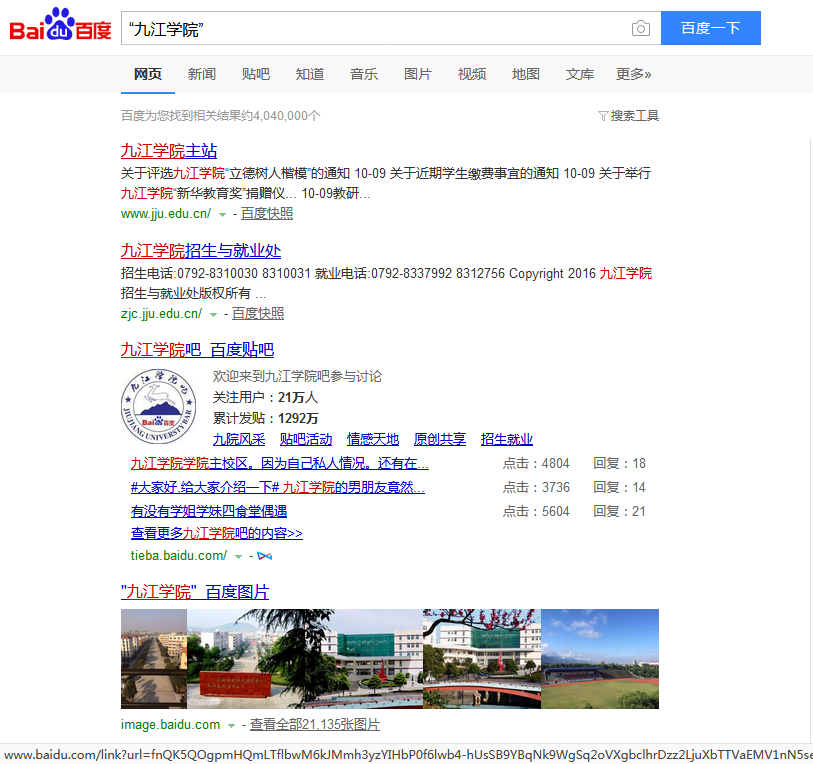 Bai du 百度
“九江学院”
百度一下
网页 新闻 贴吧 知道 音乐 图片 视频 地图 文库 更多»
百度为您找到相关结果约4,040,000个
搜索工具
九江学院主站
关于评选九江学院“立德树人楷模”的通知 10-09 关于近期学生缴费事宜的通知 10-09 关于举行
九江学院“新华教育奖”捐赠仪... 10-09教研...
www.jju.edu.cn/ - 百度快照
九江学院招生与就业处
招生电话:0792-8310030 8310031 就业电话:0792-8337992 8312756 Copyright 2016 九江学院
招生与就业处版权所有 ...
zjc.jju.edu.cn/ - 百度快照
九江学院吧_百度贴吧
九江学院吧
Bai du 百度
JIUJIANG UNIVERSITY BAR
欢迎来到九江学院吧参与讨论
关注用户：21万人
累计发贴：1292万
九院风采 贴吧活动 情感天地 原创共享 招生就业
九江学院学院主校区。因为自己私人情况。还有在... 点击：4804 回复：18
#大家好,给大家介绍一下# 九江学院的男朋友竟然... 点击：3736 回复：14
有没有学姐学妹四食堂偶遇 点击：5604 回复：21
查看更多九江学院吧的内容>>
tieba.baidu.com/ -
"九江学院"_百度图片
image.baidu.com - 查看全部21,135张图片
www.baidu.com/link?url=fnQK5QOgpmHQmLTflbwM6kJMmh3yzYIHbP0f6lwb4-hUsSB9YBqNk9WgSq2oVXgbclhrDzz2LjuXbTTVaEMV1nN5se